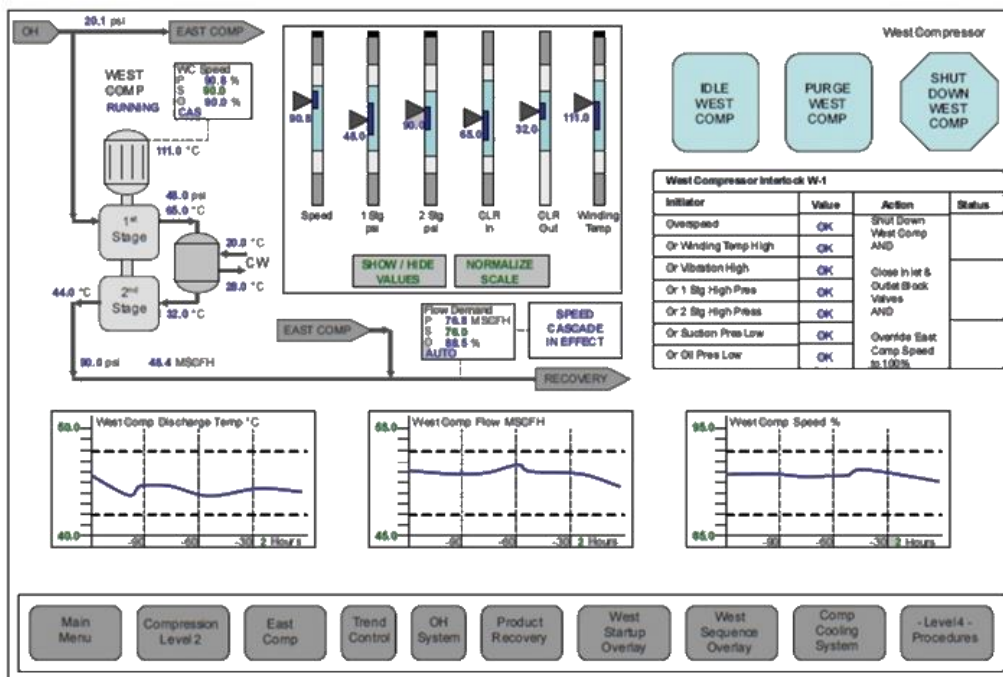 OH
20.1 psi
EAST COMP
WEST
COMP
RUNNING
WC Speed
P 90.8 %
S 90.0
O 90.0 %
CAS
111.0 °C
1st
Stage
2nd
Stage
48.0 psi
65.0 °C
20.0 °C
CW
28.0 °C
32.0 °C
44.0 °C
90.0 psi
48.4 MSCFH
111.0
32.0
65.0
90.0
Speed
1 Stg
psi
2 Stg
psi
CLR
In
CLR
Out
Winding
Temp
SHOW / HIDE
VALUES
NORMALIZE
SCALE
EAST COMP
Flow Demand
P 76.8 MSCFH
S 76.0
O 88.5 %
AUTO
SPEED
CASCADE
IN EFFECT
RECOVERY
West Compressor
IDLE
WEST
COMP
PURGE
WEST
COMP
SHUT
DOWN
WEST
COMP
West Compressor Interlock W-1
Initiator Value Action Status
Overspeed OK
Or Winding Temp High OK
Or Vibration High OK
Or 1 Stg High Pres OK
Or 2 Stg High Press OK
Or Suction Pres Low OK
Or Oil Pres Low OK
Shut Down
West Comp
AND
Close Inlet &
Outlet Block
Valves
AND
Override East
Comp Speed
to 100%
West Comp Discharge Temp °C
50.0
40.0
-90 -60 -30 2 Hours
West Comp Flow MSCFH
55.0
45.0
-90 -60 -30 2 Hours
West Comp Speed %
95.0
85.0
-90 -60 -30 2 Hours
Main
Menu
Compression
Level 2
East
Comp
Trend
Control
OH
System
Product
Recovery
West
Startup
Overlay
West
Sequence
Overlay
Comp
Cooling
System
- Level 4 -
Procedures